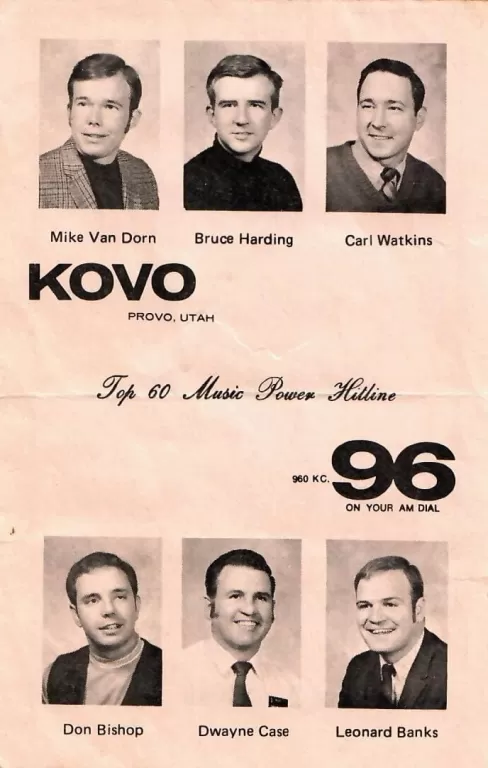 Mike Van Dorn Bruce Harding Carl Watkins
KOVO
PROVO, UTAH
Top 60 Music Power Hitline
960 KC. 96
ON YOUR AM DIAL
Don Bishop Dwayne Case Leonard Banks